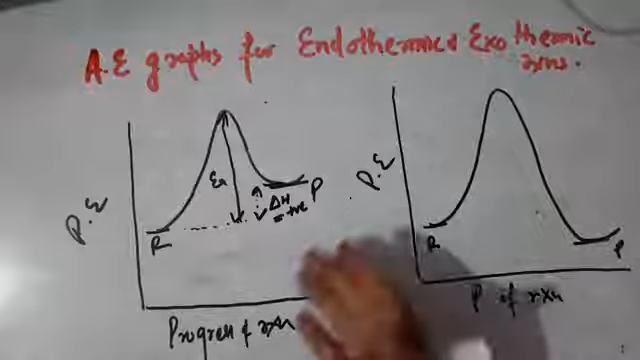 A.E graphs for Endothermic & Exothermic
rxns.
P.E
Ea
R
P
ΔH
= +ve
Progress of rxn
P.E
R
P
P of rxn